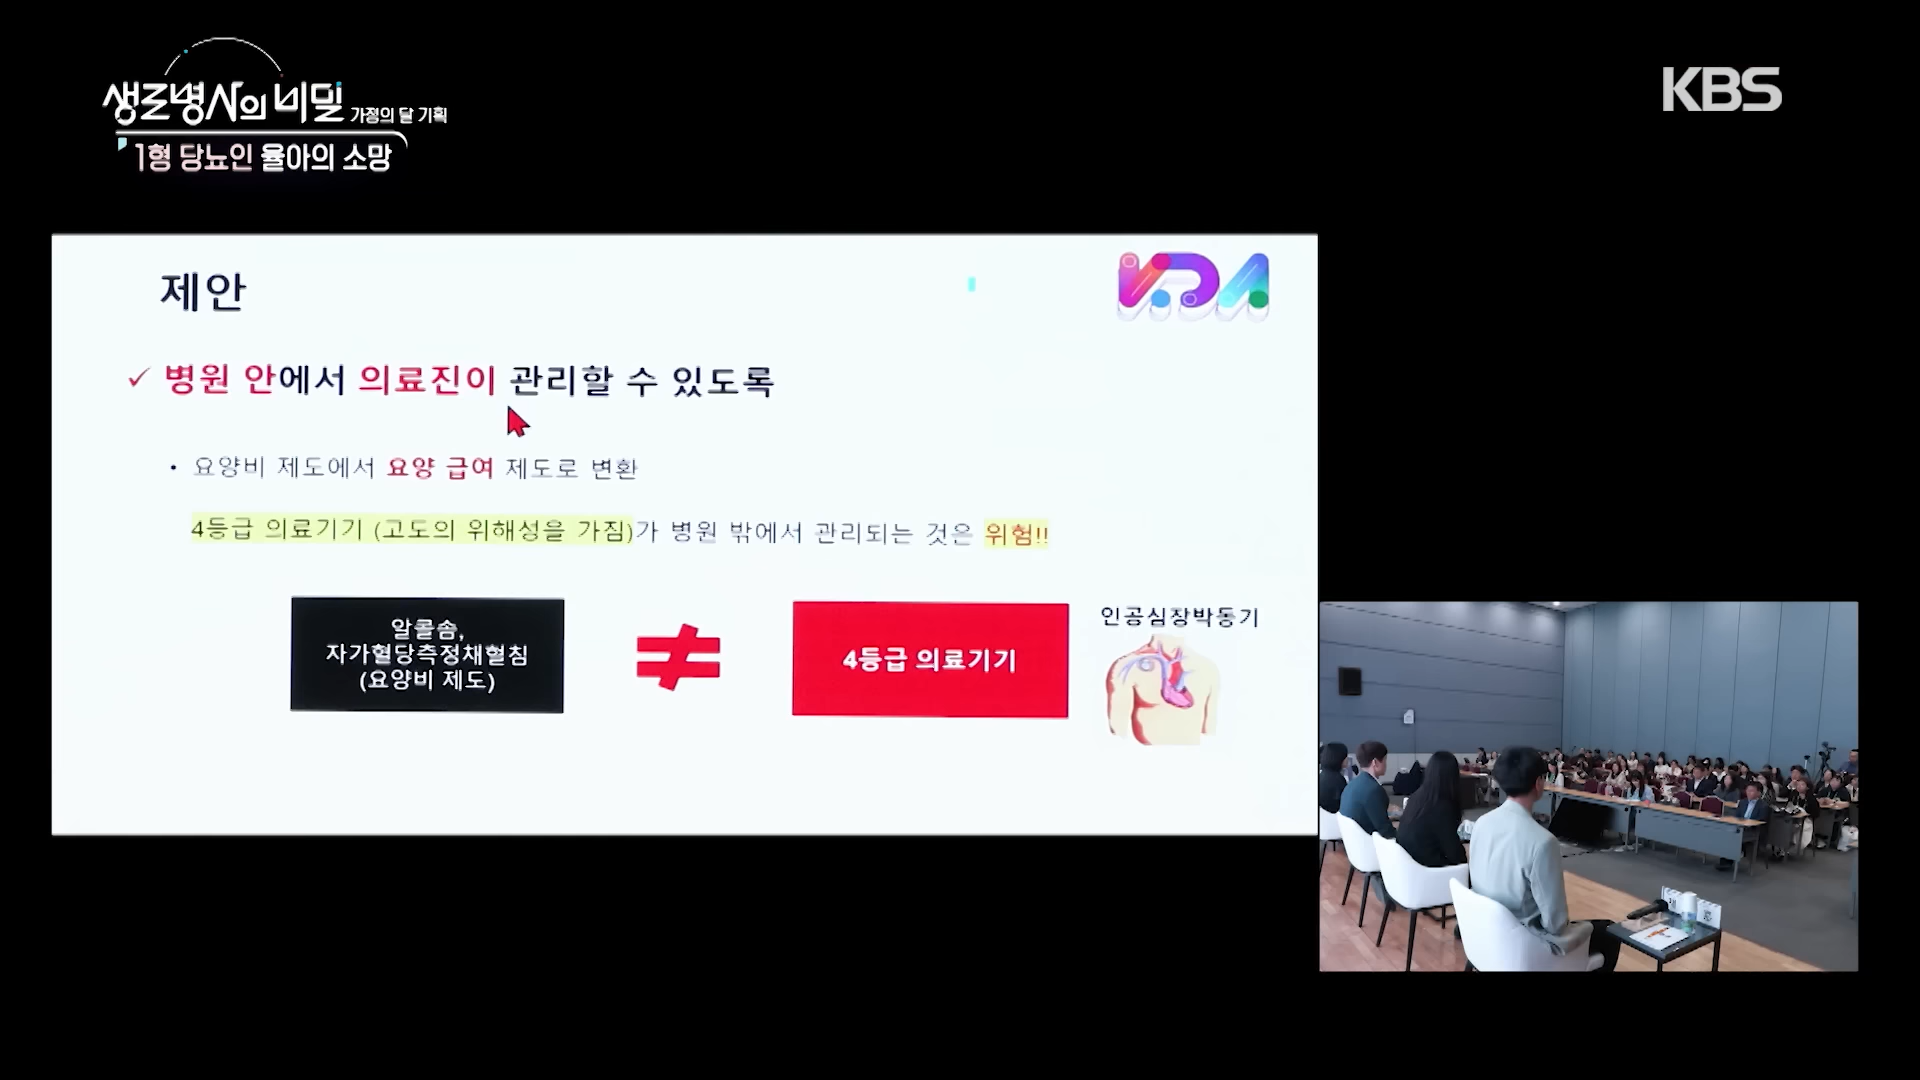 생로병사의 비밀 가정의 달 기획
1형 당뇨인 율아의 소망
KBS
제안
KDA
✓ 병원 안에서 의료진이 관리할 수 있도록
• 요양비 제도에서 요양 급여 제도로 변환
4등급 의료기기 (고도의 위해성을 가짐)가 병원 밖에서 관리되는 것은 위험!!
알콜솜,
자가혈당측정채혈침
(요양비 제도)
≠
4등급 의료기기
인공심장박동기